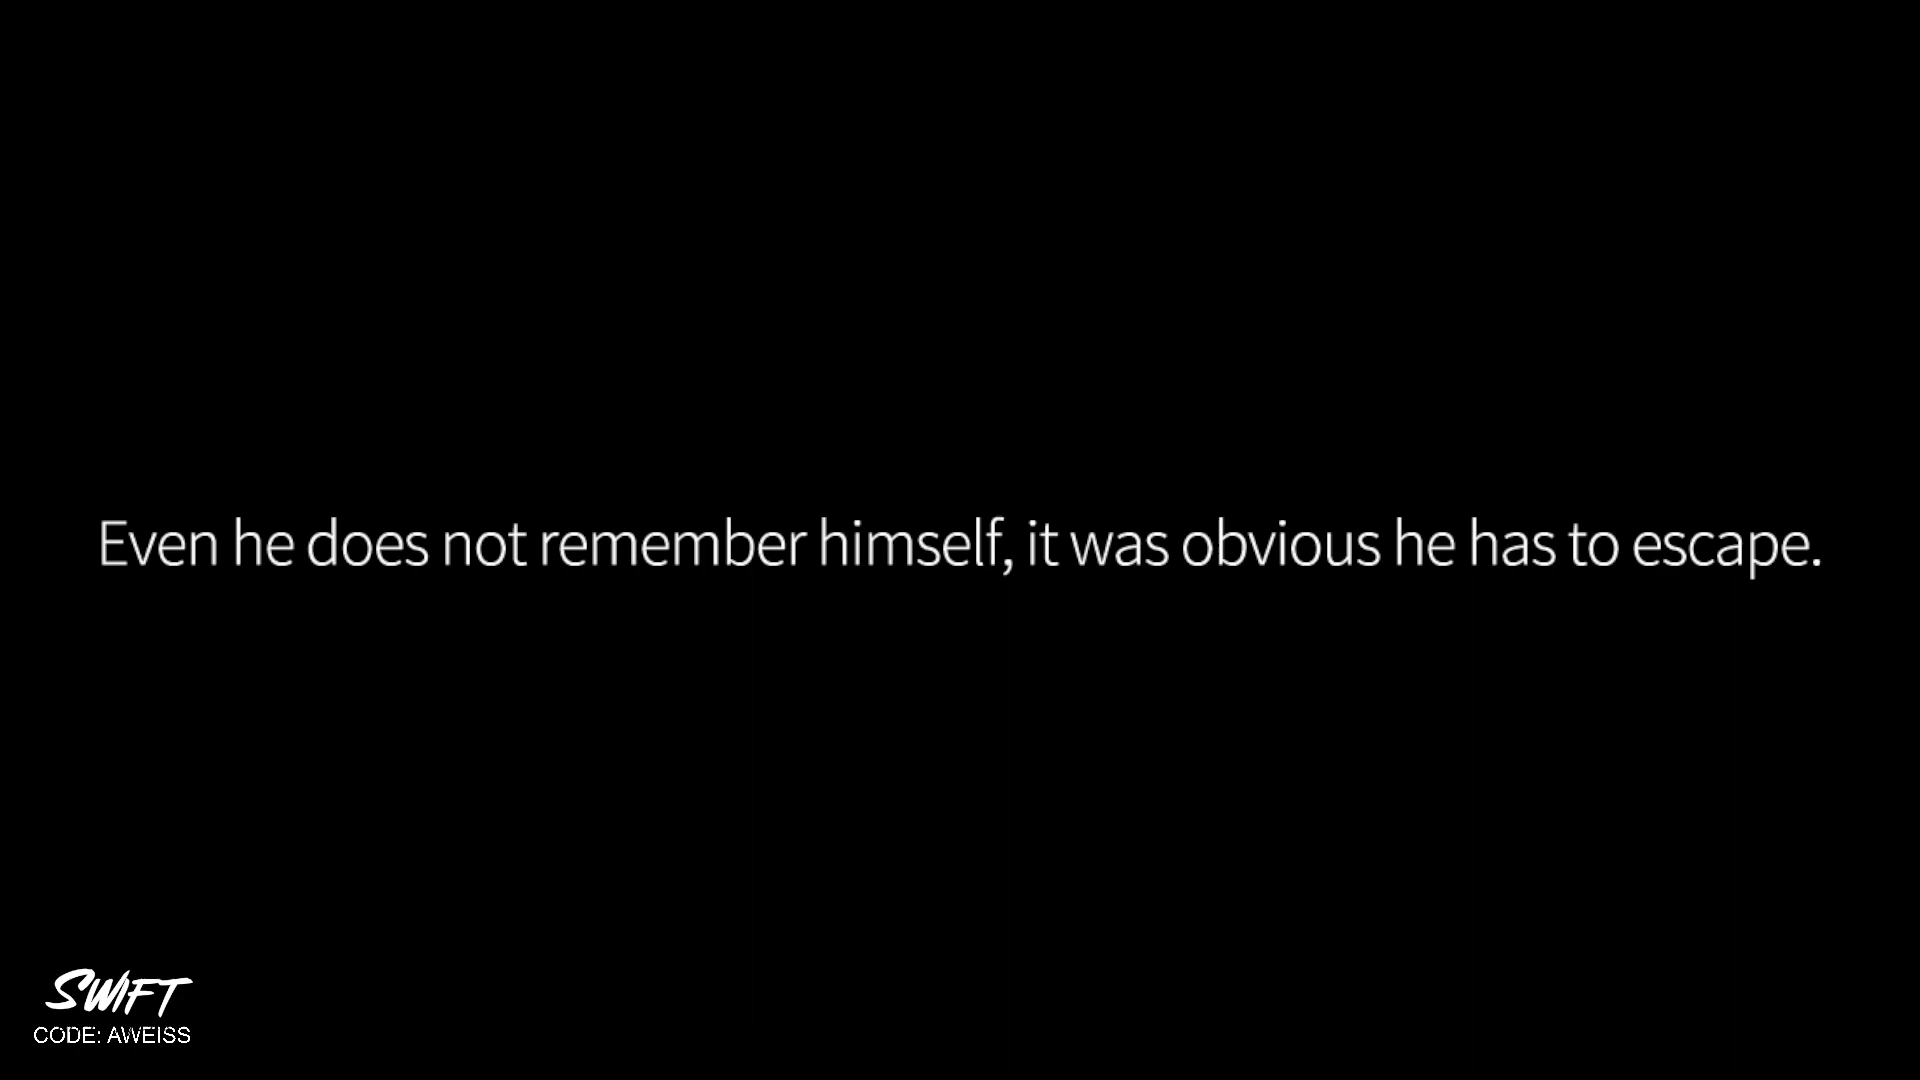 Even he does not remember himself, it was obvious he has to escape.
SWIFT
CODE: AWEISS